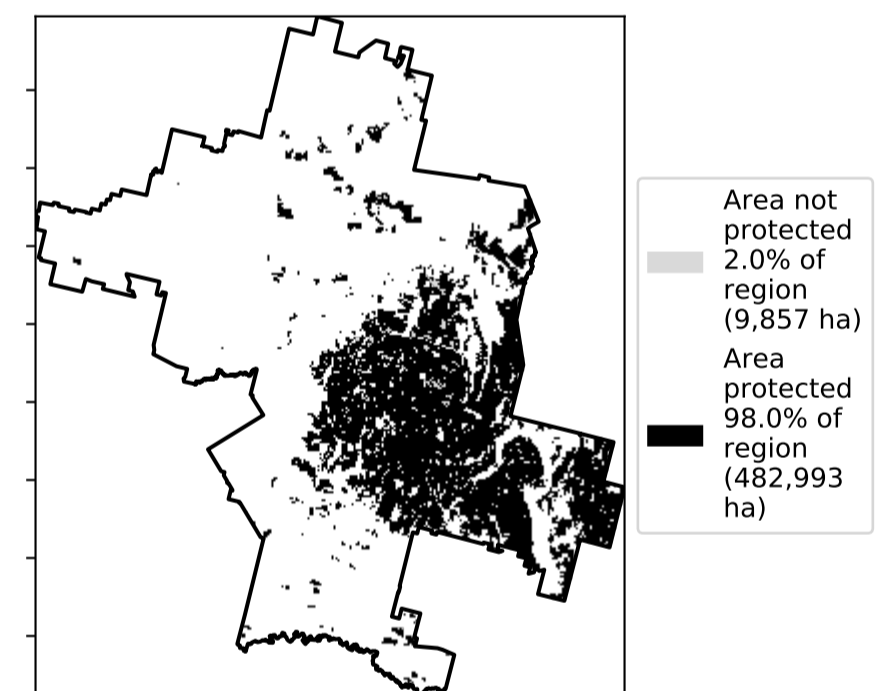 Area not
protected
2.0% of
region
(9,857 ha)
Area
protected
98.0% of
region
(482,993
ha)